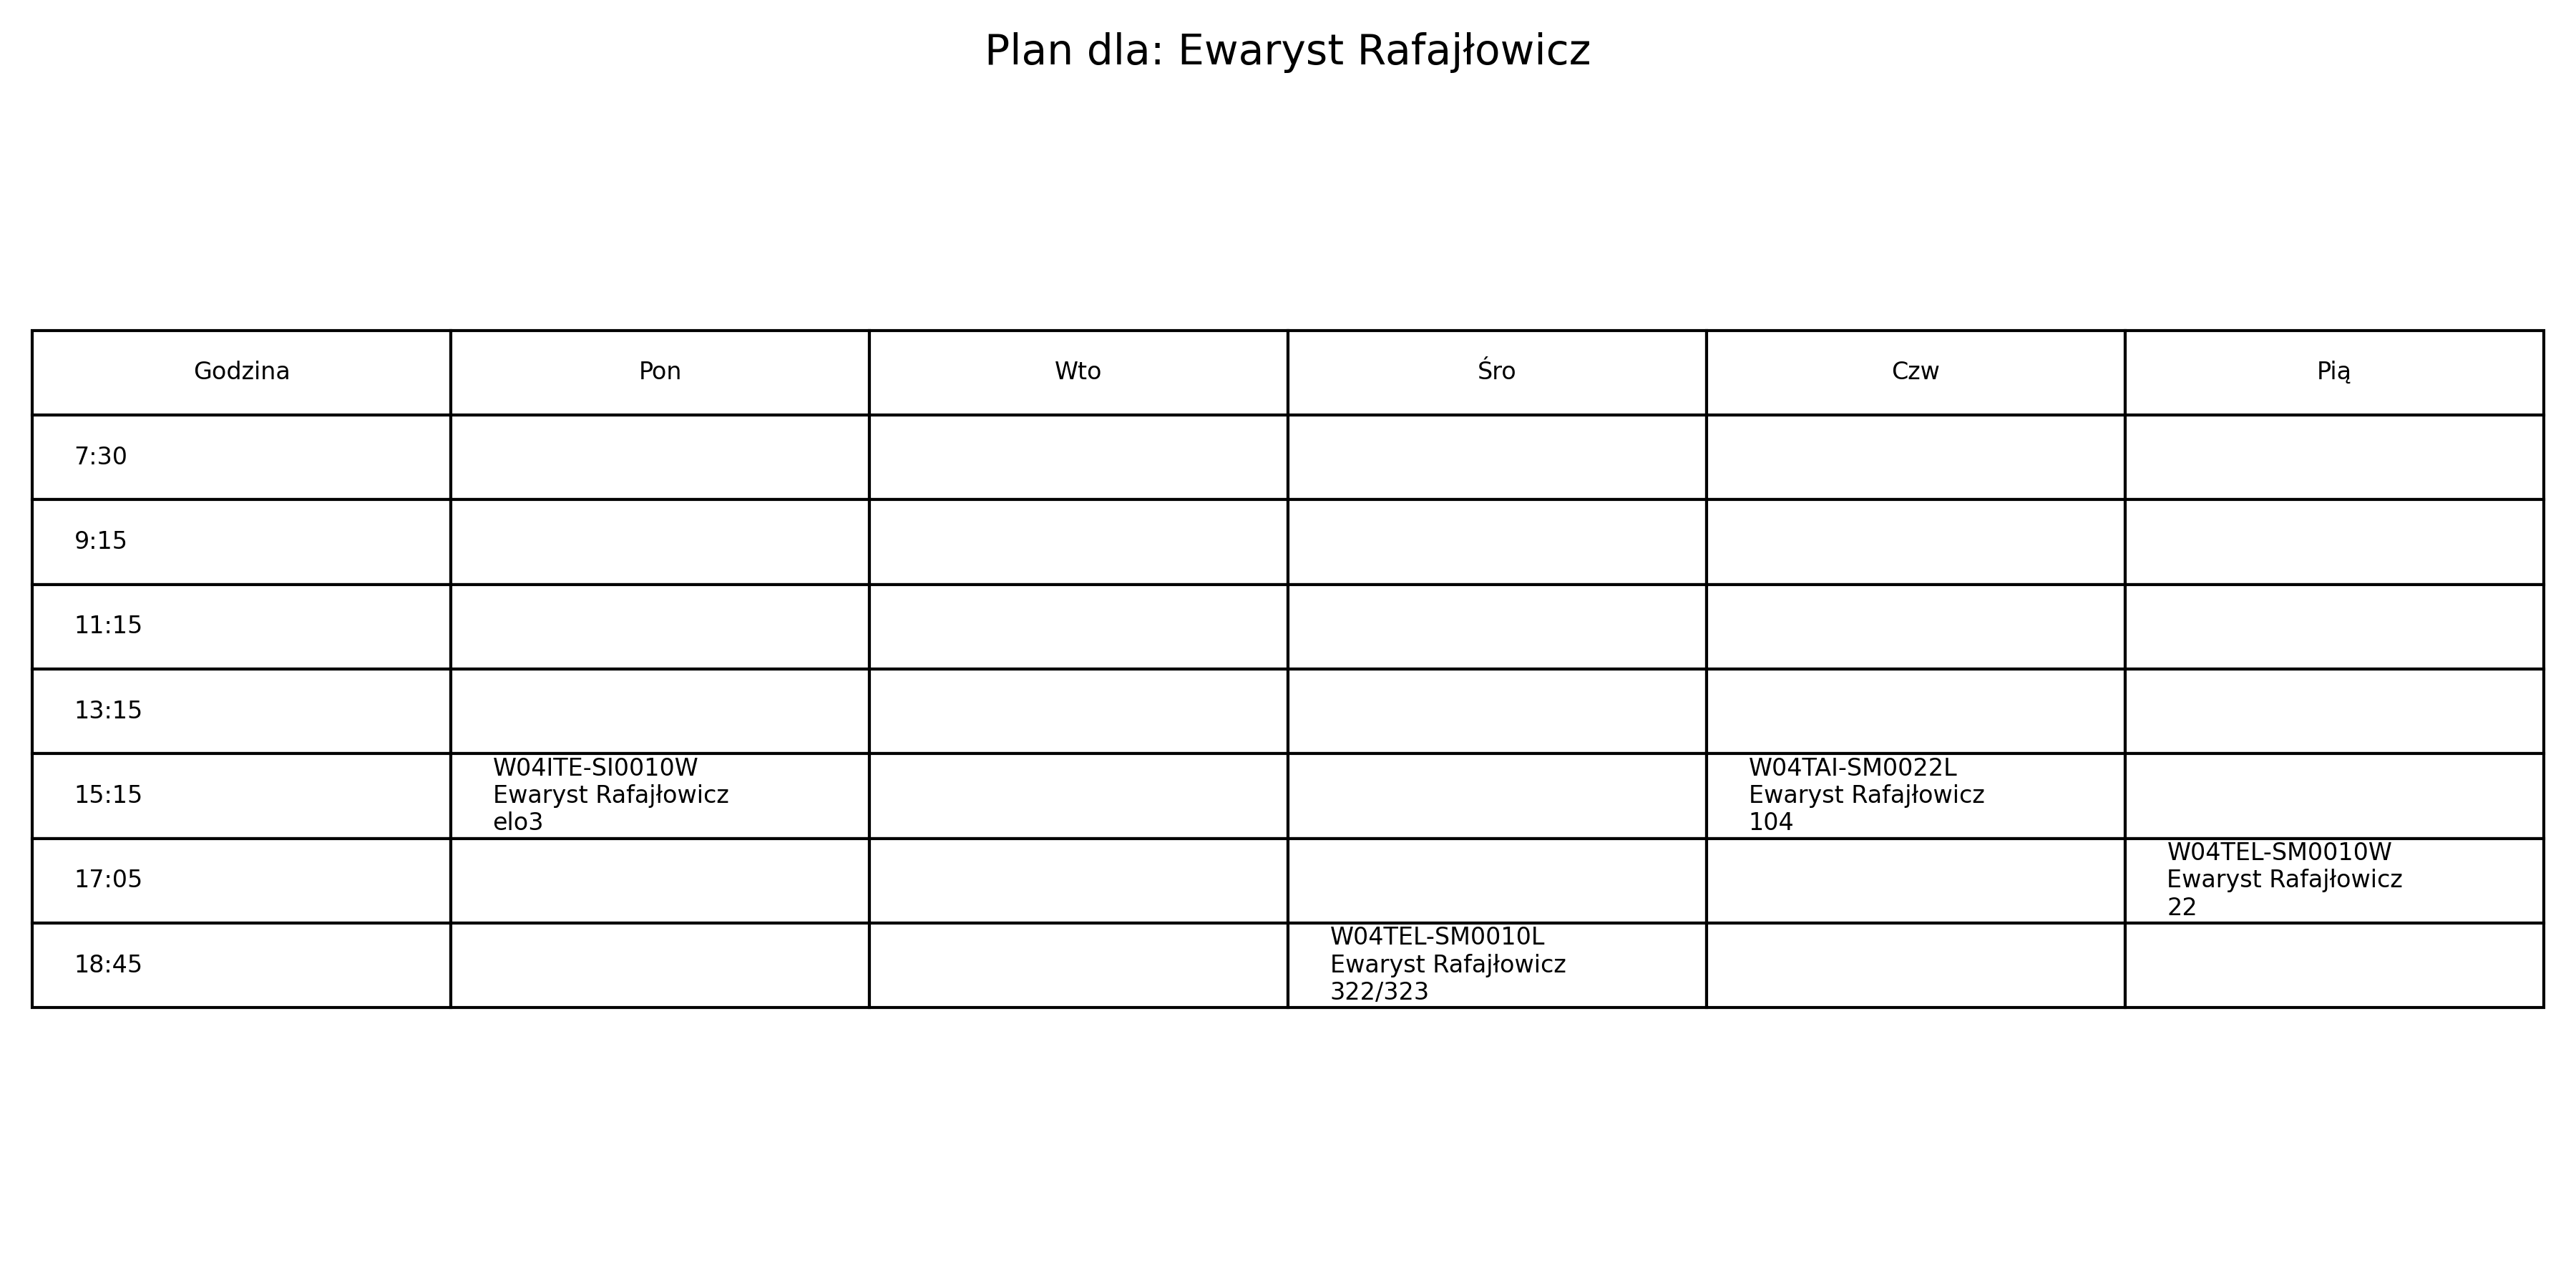 Plan dla: Ewaryst Rafajłowicz
Godzina Pon Wto Śro Czw Pią
7:30
9:15
11:15
13:15
15:15
W04ITE-SI0010W
Ewaryst Rafajłowicz
elo3
W04TAI-SM0022L
Ewaryst Rafajłowicz
104
17:05
W04TEL-SM0010W
Ewaryst Rafajłowicz
22
18:45
W04TEL-SM0010L
Ewaryst Rafajłowicz
322/323